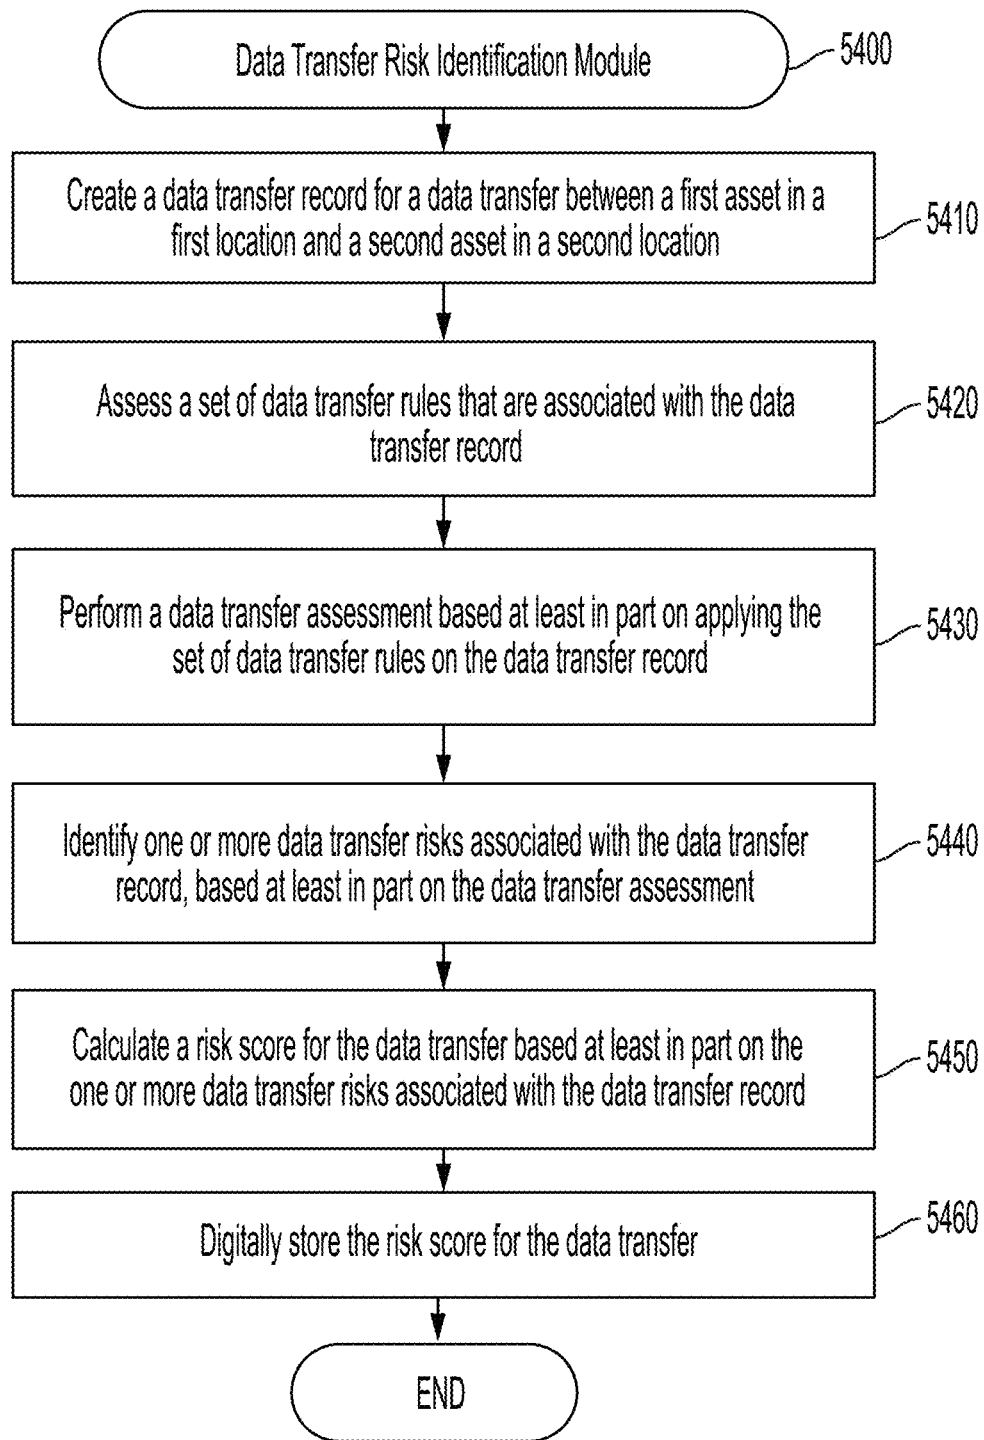 Data Transfer Risk Identification Module
5400
Create a data transfer record for a data transfer between a first asset in a
first location and a second asset in a second location
5410
Assess a set of data transfer rules that are associated with the data
transfer record
5420
Perform a data transfer assessment based at least in part on applying the
set of data transfer rules on the data transfer record
5430
Identify one or more data transfer risks associated with the data transfer
record, based at least in part on the data transfer assessment
5440
Calculate a risk score for the data transfer based at least in part on the
one or more data transfer risks associated with the data transfer record
5450
Digitally store the risk score for the data transfer
5460
END